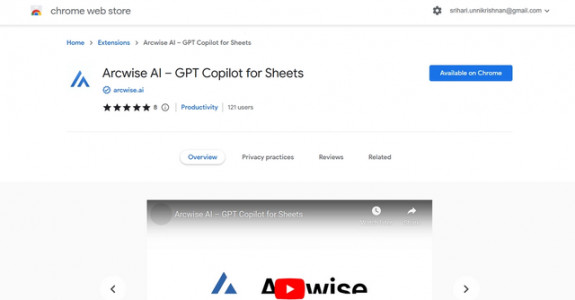 chrome web store
srihari.unnikrishnan@gmail.com
Home > Extensions > Arcwise AI – GPT Copilot for Sheets
Arcwise AI – GPT Copilot for Sheets
Available on Chrome
arcwise.ai
8 | Productivity | 121 users
Overview Privacy practices Reviews Related
Arcwise AI – GPT Copilot for Sheets
Arcwise